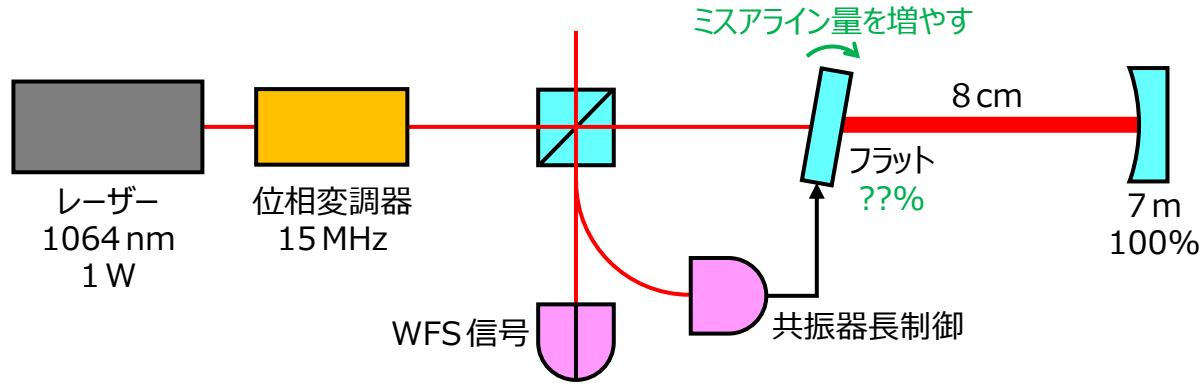 ミスアライン量を増やす
8 cm
レーザー
1064 nm
1 W
位相変調器
15 MHz
フラット
??%
7 m
100%
WFS 信号
共振器長制御